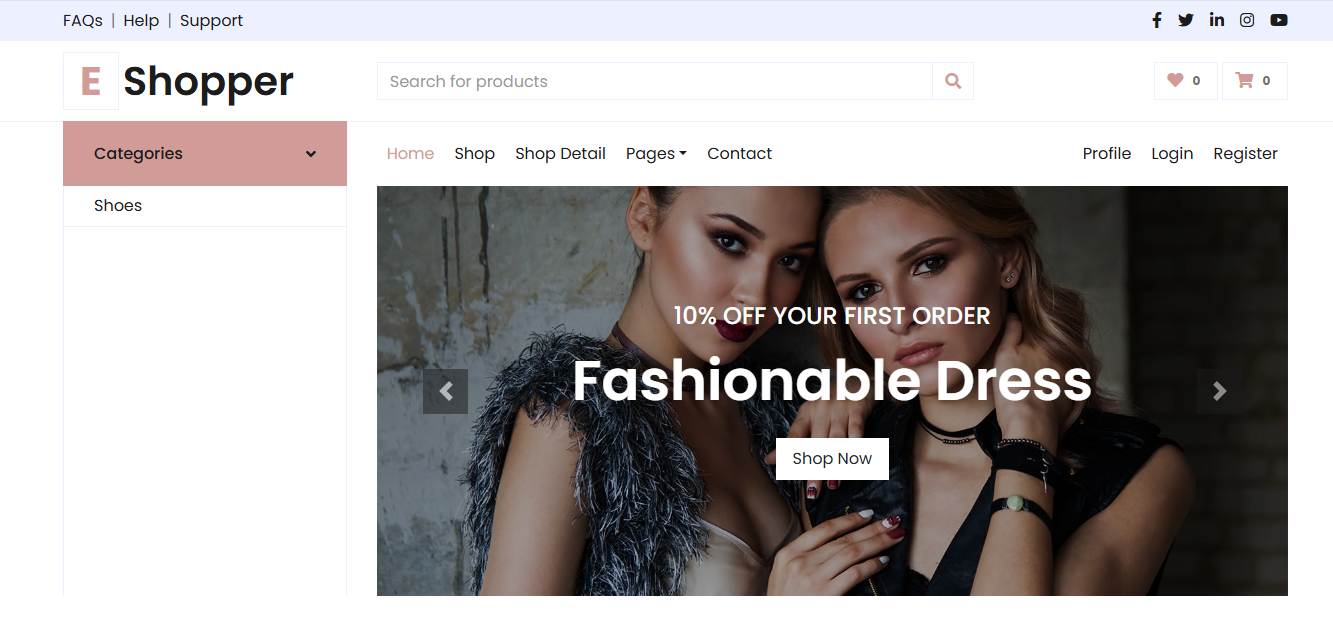 FAQs | Help | Support
E Shopper
Search for products
0 0
Categories
Home Shop Shop Detail Pages Contact Profile Login Register
Shoes
10% OFF YOUR FIRST ORDER
Fashionable Dress
Shop Now